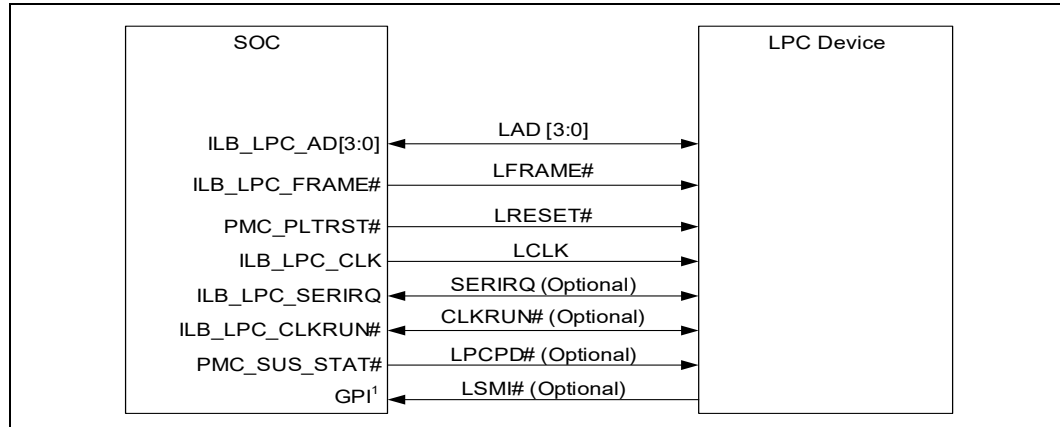 SOC LPC Device
ILB_LPC_AD[3:0] LAD [3:0]
ILB_LPC_FRAME# LFRAME#
PMC_PLTRST# LRESET#
ILB_LPC_CLK LCLK
ILB_LPC_SERIRQ SERIRQ (Optional)
ILB_LPC_CLKRUN# CLKRUN# (Optional)
PMC_SUS_STAT# LPCPD# (Optional)
GPI¹ LSMI# (Optional)